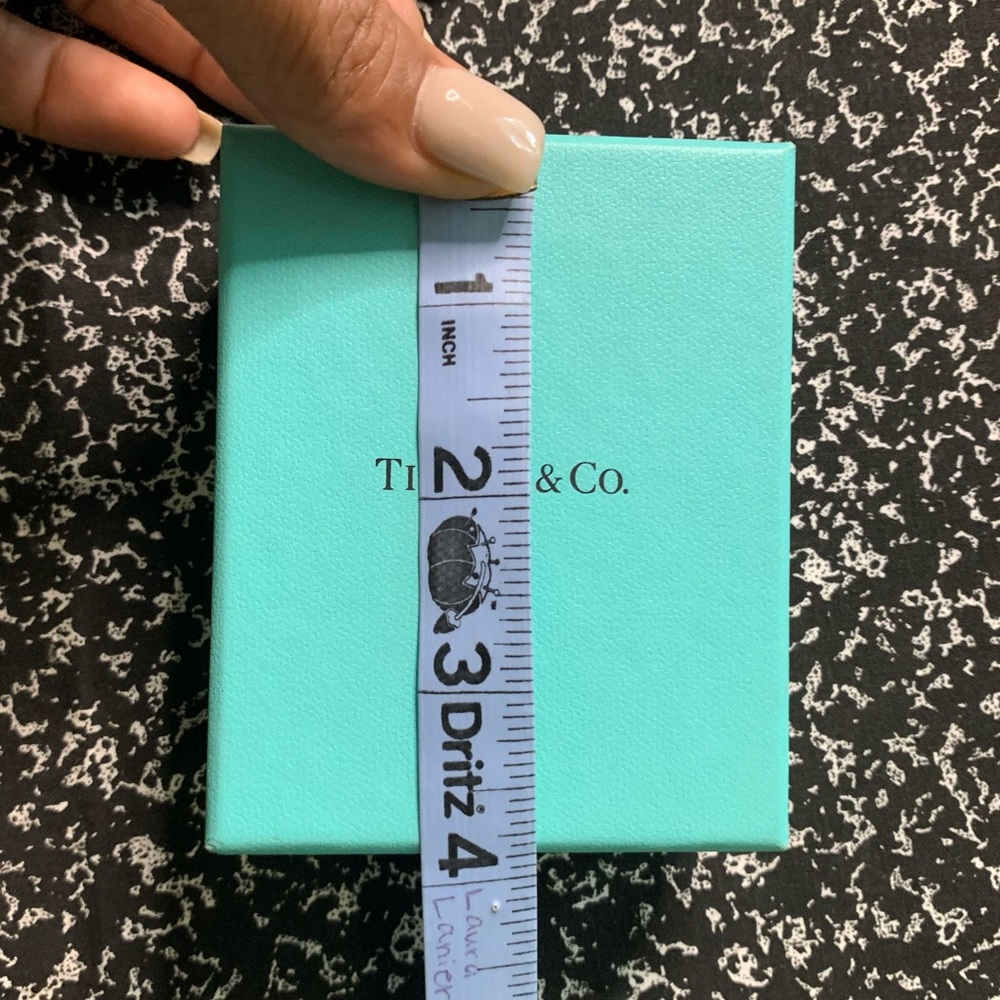 1
INCH
TI & CO.
2
3
Dritz
4
Laura
Lanier